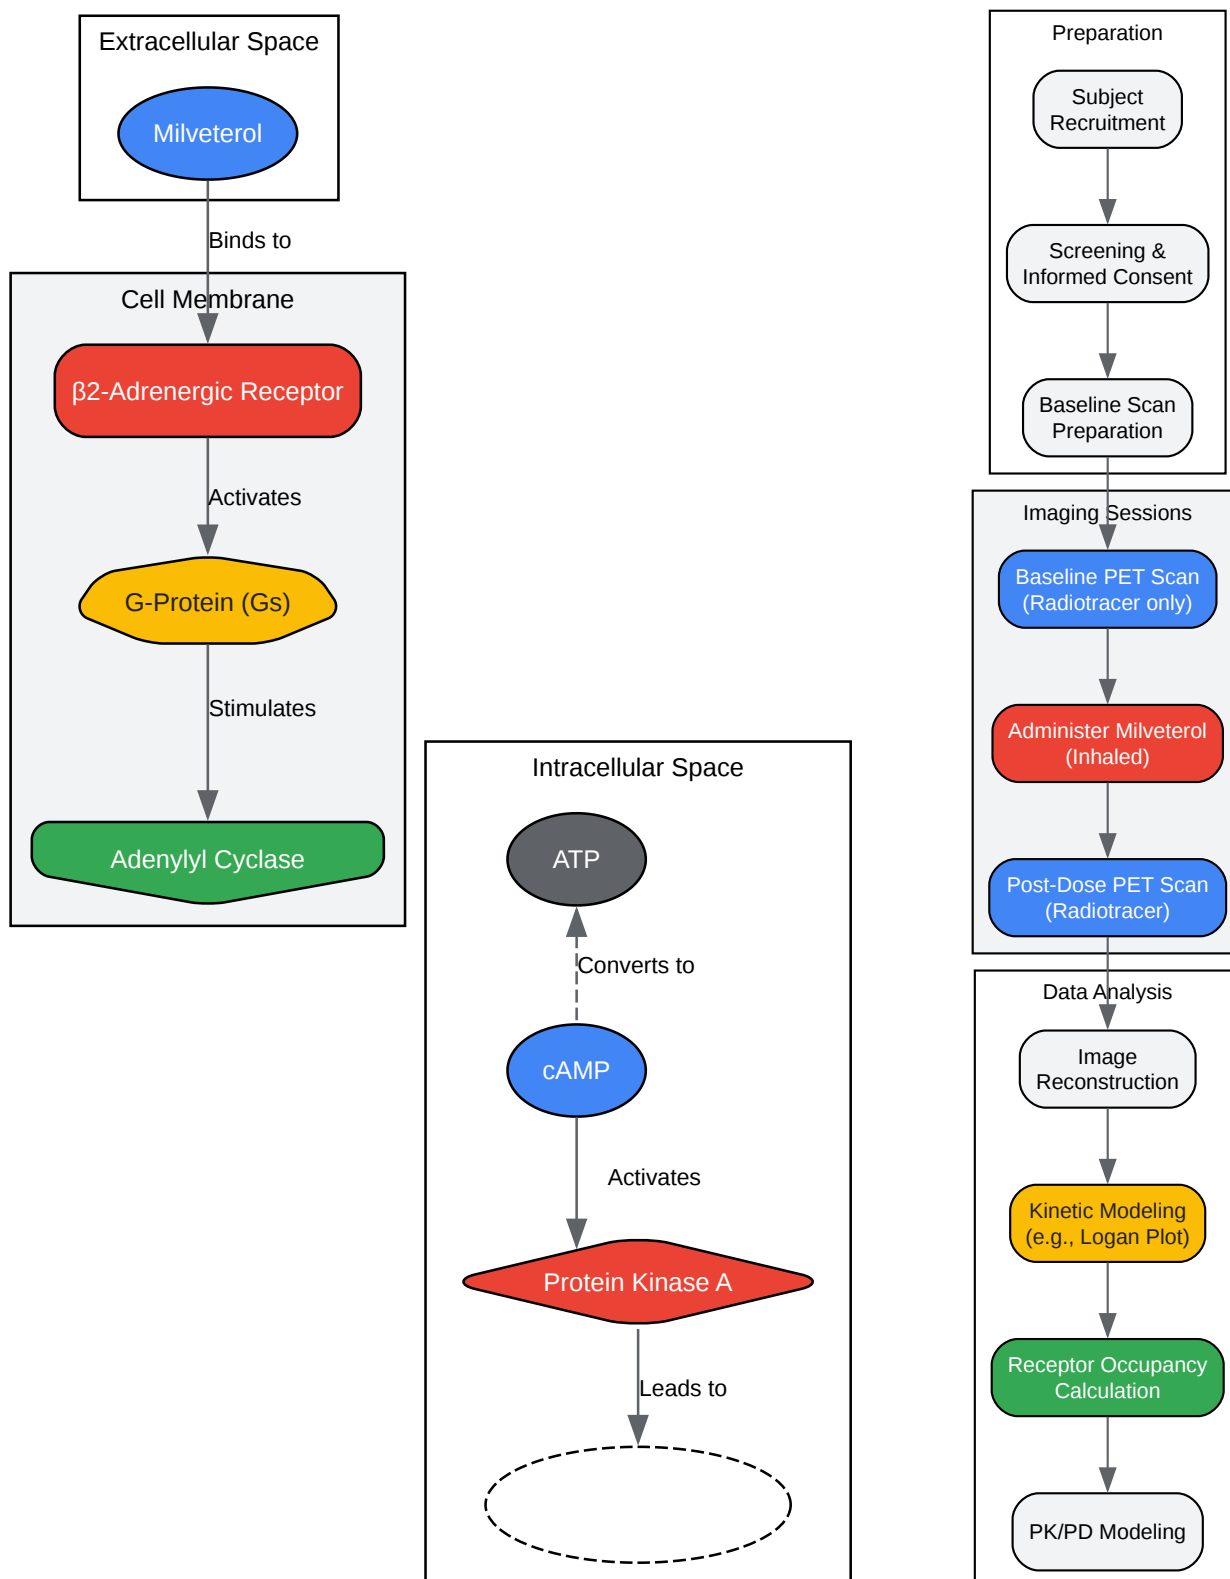 Extracellular Space
Milveterol
Binds to
Cell Membrane
β2-Adrenergic Receptor
Activates
G-Protein (Gs)
Stimulates
Adenylyl Cyclase
Intracellular Space
ATP
Converts to
cAMP
Activates
Protein Kinase A
Leads to
Preparation
Subject
Recruitment
Screening &
Informed Consent
Baseline Scan
Preparation
Imaging Sessions
Baseline PET Scan
(Radiotracer only)
Administer Milveterol
(Inhaled)
Post-Dose PET Scan
(Radiotracer)
Data Analysis
Image
Reconstruction
Kinetic Modeling
(e.g., Logan Plot)
Receptor Occupancy
Calculation
PK/PD Modeling